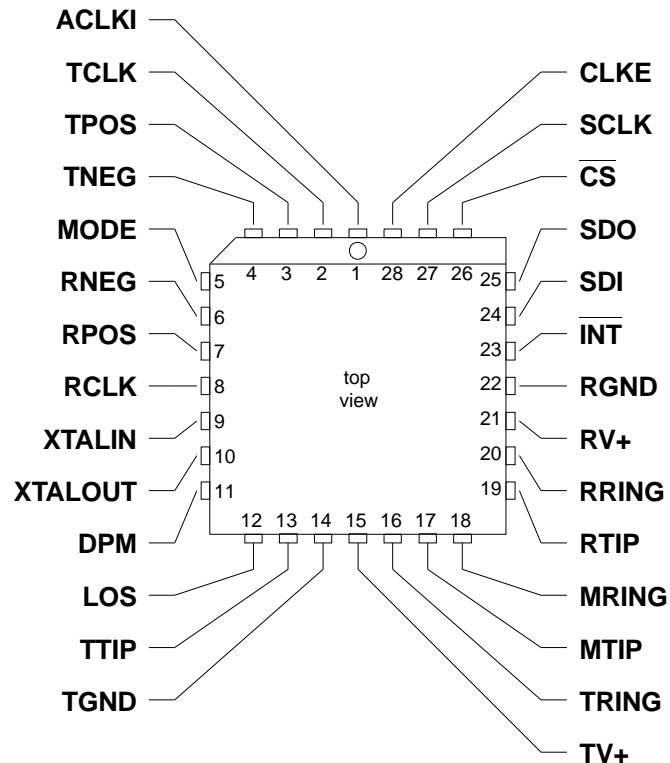 ACLKI
TCLK
TPOS
TNEG
MODE
RNEG
RPOS
RCLK
XTALIN
XTALOUT
DPM
LOS
TTIP
TGND
CLKE
SCLK
CS
SDO
SDI
INT
RGND
RV+
RRING
RTIP
MRING
MTIP
TRING
TV+
4 3 2 1 28 27 26
5
6
7
8
9
10
11
25
24
23
22
21
20
19
top
view
12 13 14 15 16 17 18